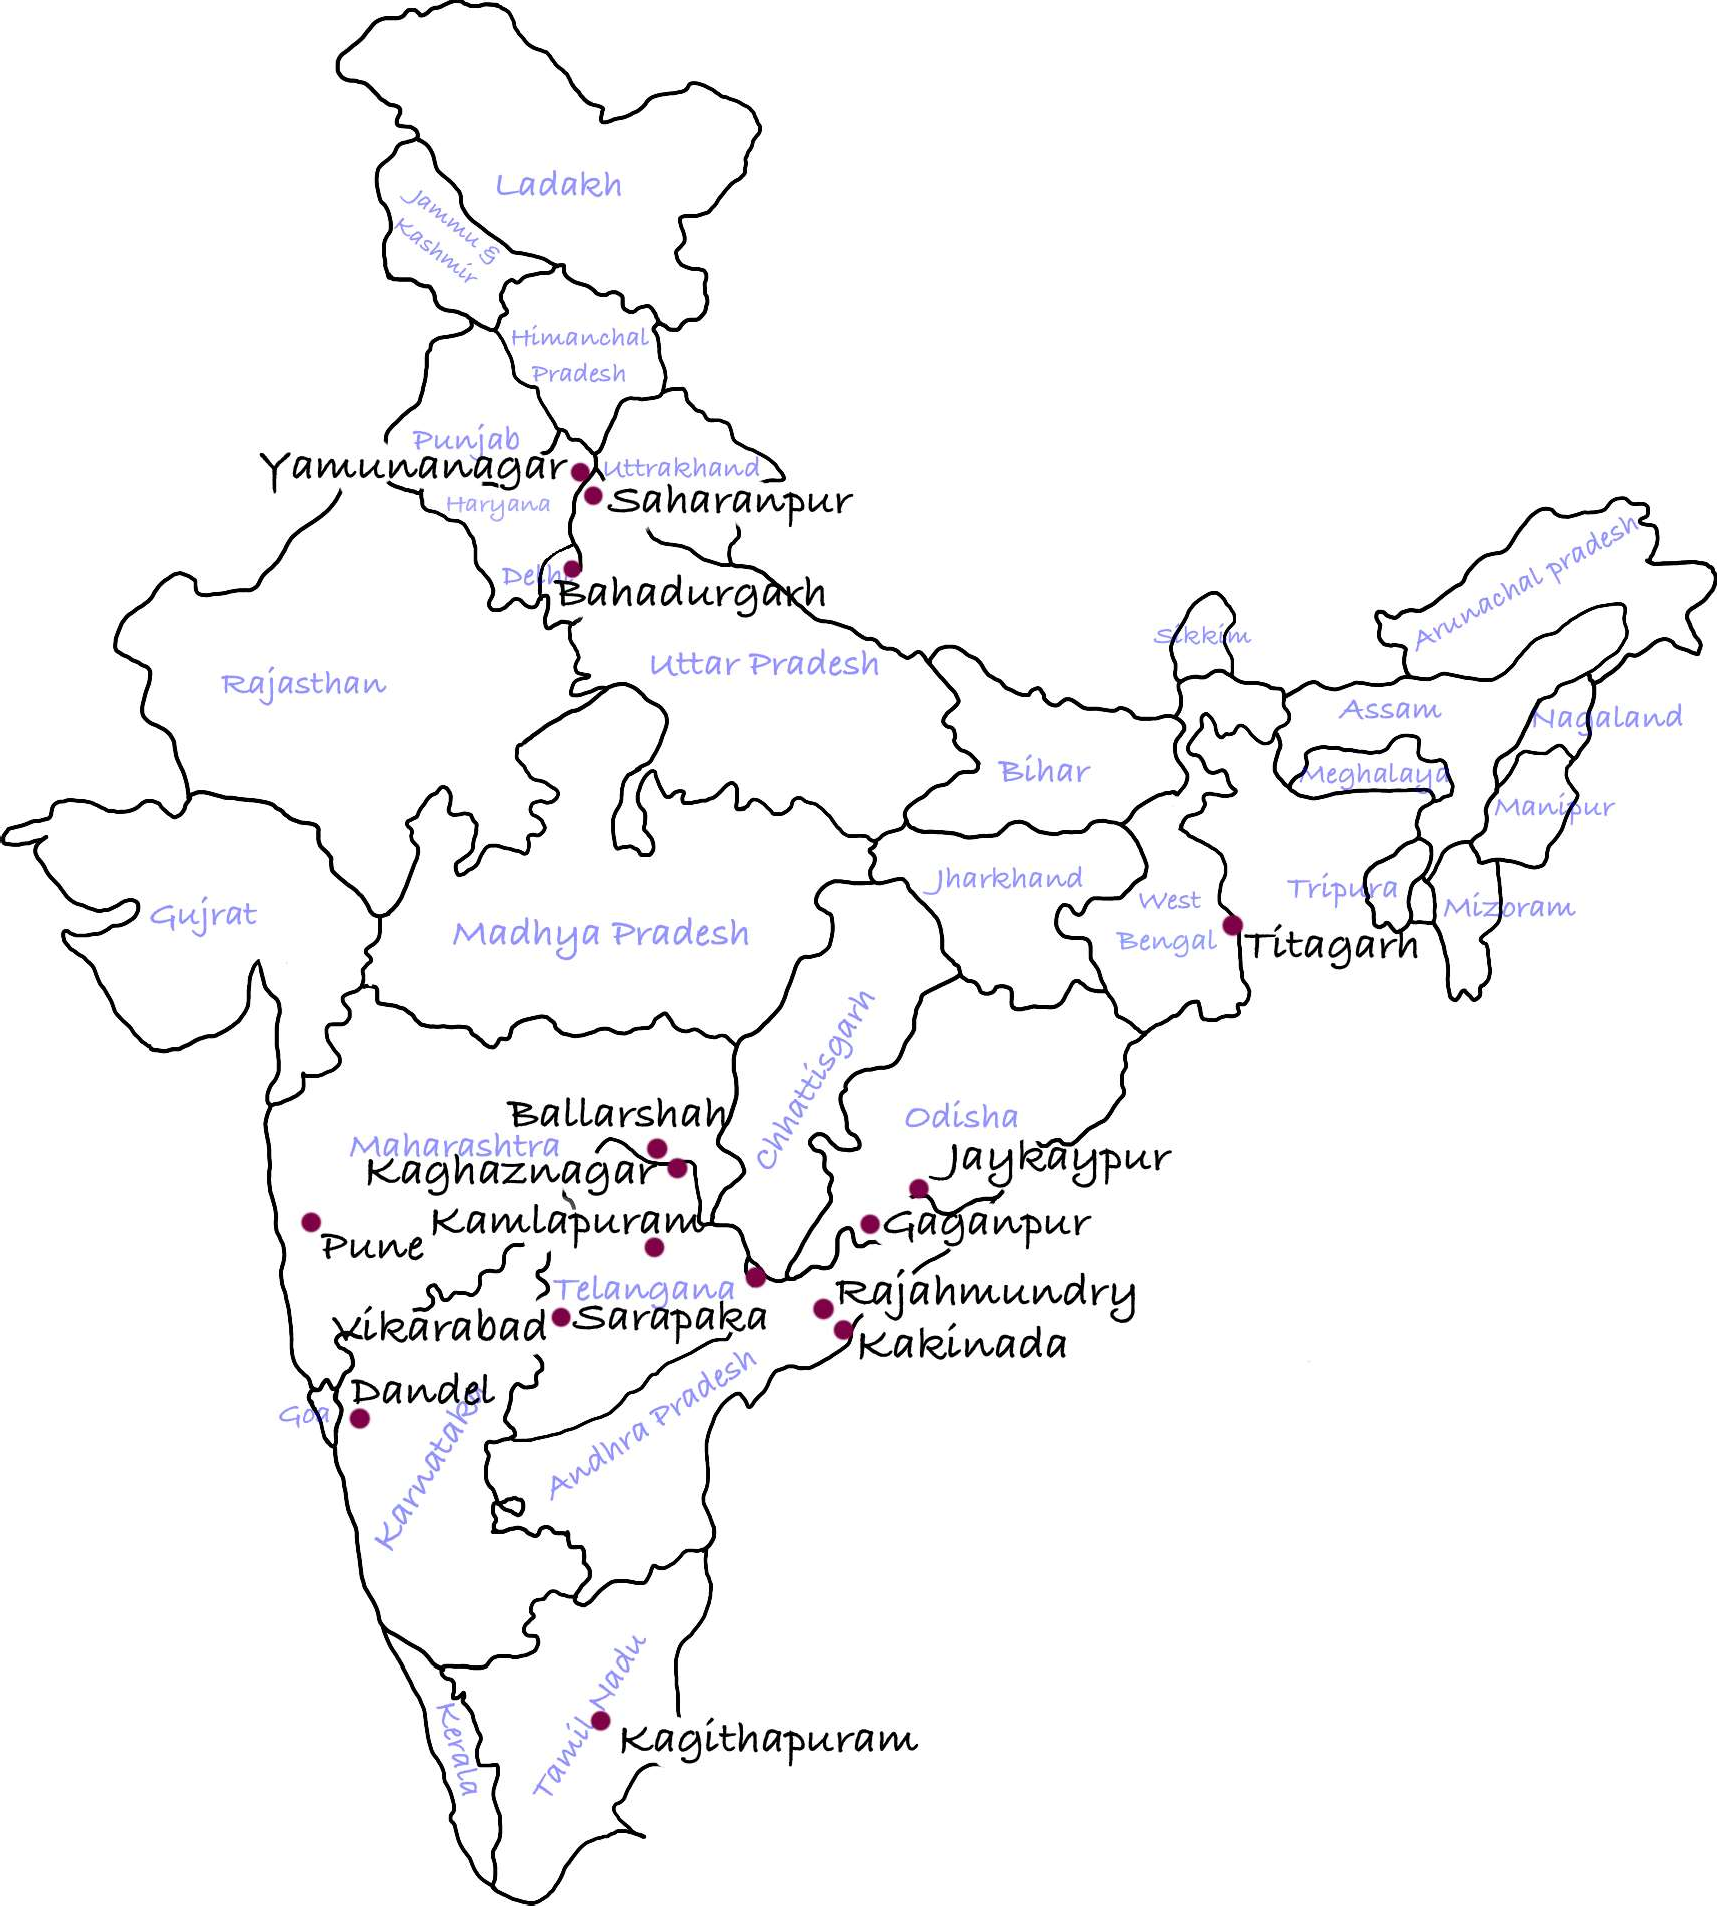 Ladakh
Jammu &
Kashmir
Himanchal
Pradesh
Punjab
Yamunanagar
Uttrakhand
Haryana
Saharanpur
Delhi
Bahadurgarh
Arunachal pradesh
Sikkim
Uttar Pradesh
Rajasthan
Assam
Nagaland
Bihar
Meghalaya
Manipur
Jharkhand
Tripura
West
Bengal
Mizoram
Gujrat
Madhya Pradesh
Titagarh
Chhattisgarh
Ballarshah
Odisha
Maharashtra
Jaykaypur
Kaghaznagar
Kamlapuram
Gaganpur
Pune
Telangana
Rajahmundry
Vikarabad
Sarapaka
Kakinada
Dandel
Goa
Karnataka
Andhra Pradesh
Tamil Nadu
Kerala
Kagithapuram